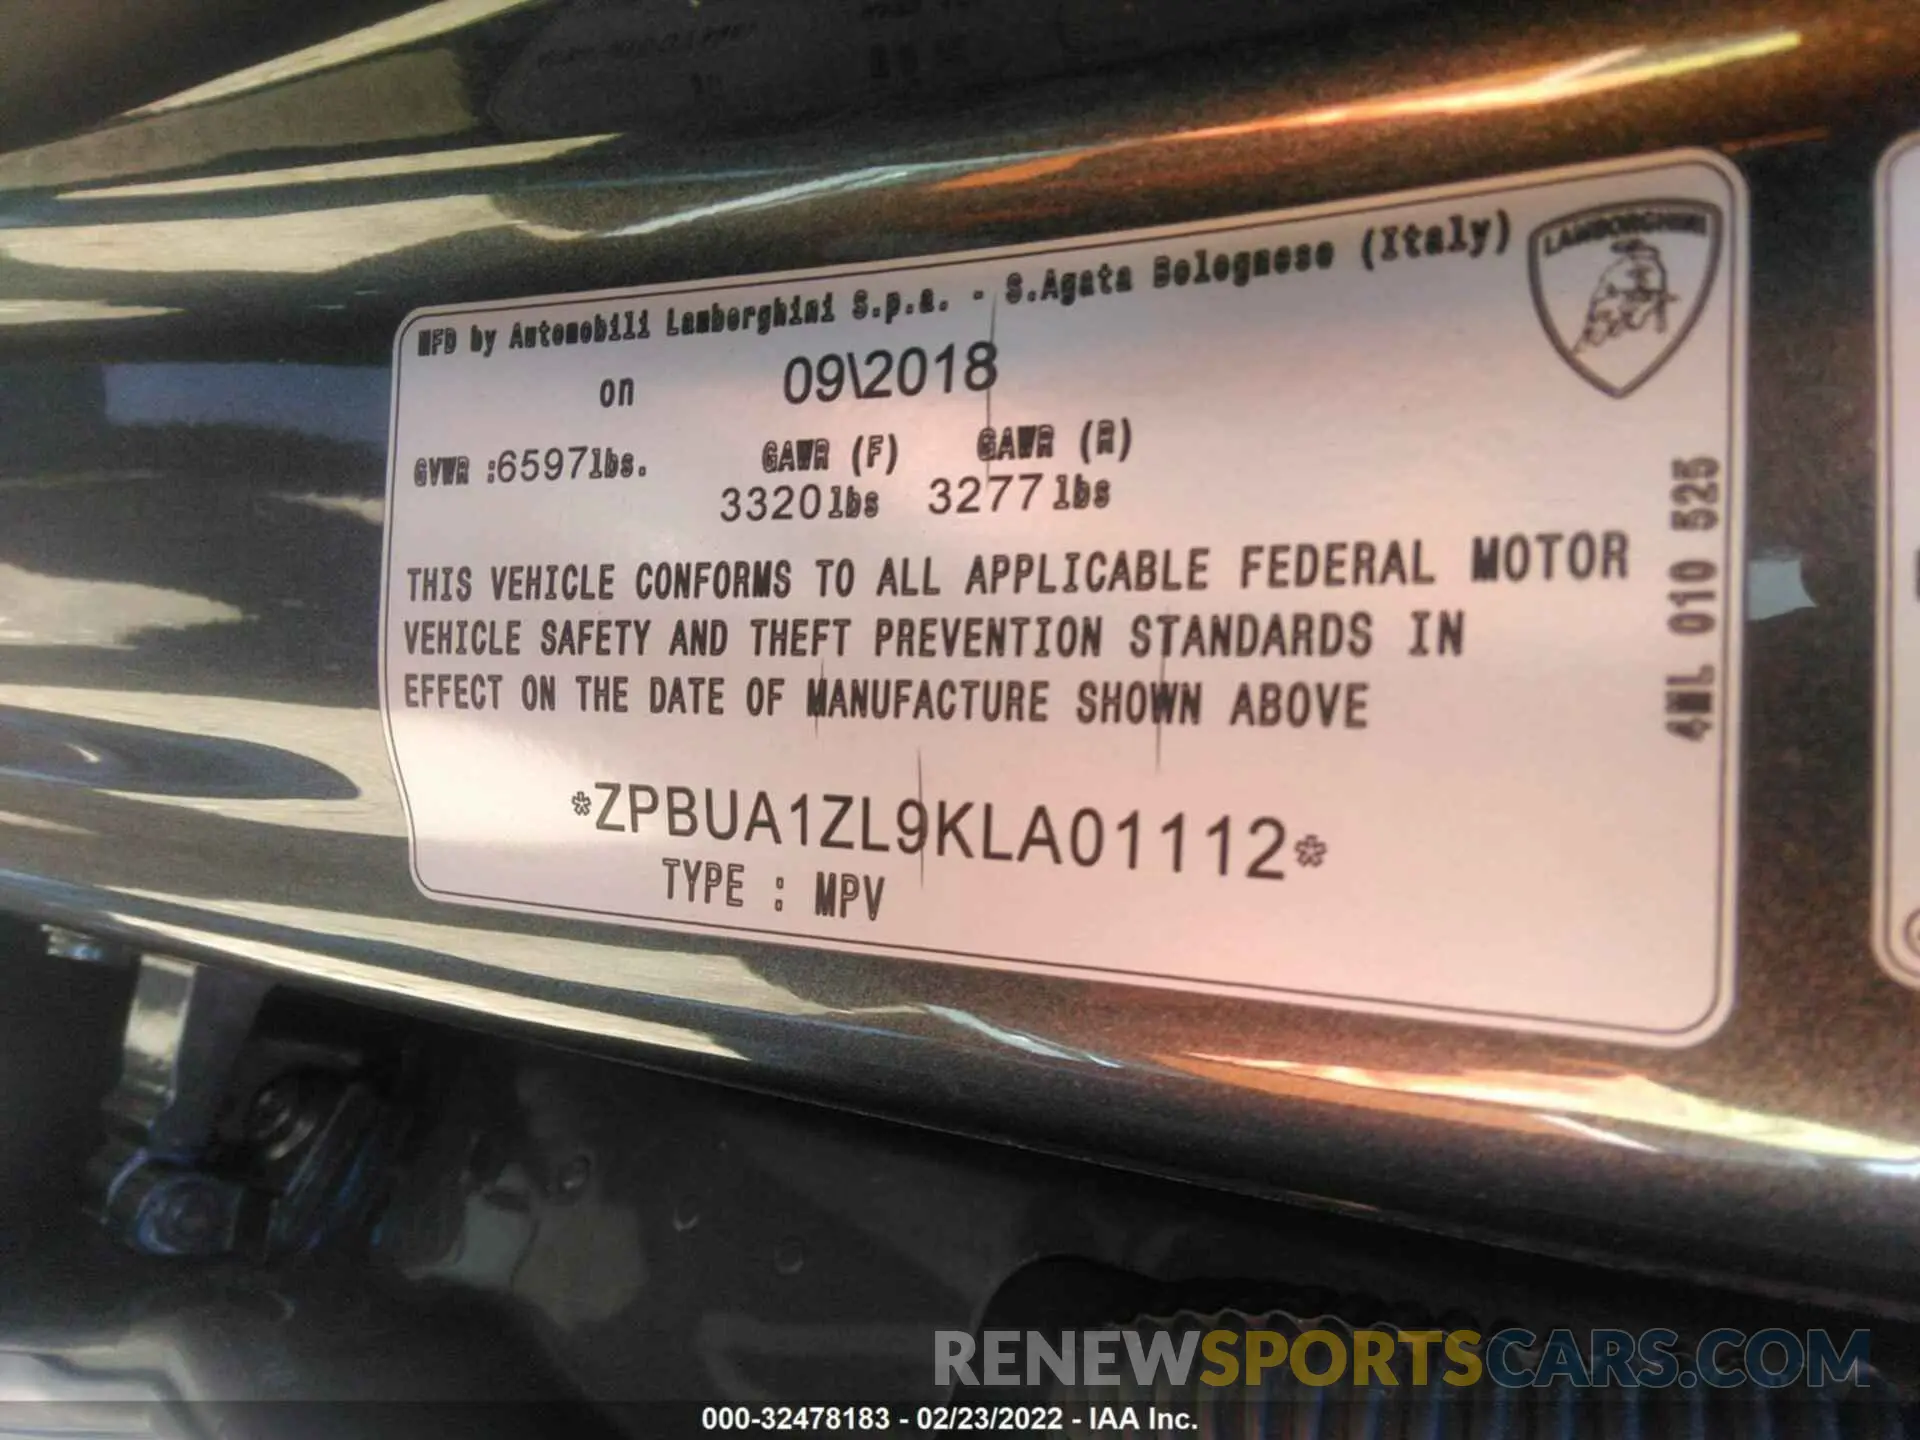 LAMBORGHINI
MFD by Automobili Lamborghini S.p.a. - S.Agata Bolognese (Italy)
on 09\2018
GVWR :6597lbs. GAWR (F) GAWR (R)
3320lbs 3277lbs
THIS VEHICLE CONFORMS TO ALL APPLICABLE FEDERAL MOTOR
VEHICLE SAFETY AND THEFT PREVENTION STANDARDS IN
EFFECT ON THE DATE OF MANUFACTURE SHOWN ABOVE
*ZPBUA1ZL9KLA01112*
TYPE : MPV
4ML 010 525
RENEWSPORTSCARS.COM
000-32478183 - 02/23/2022 - IAA Inc.